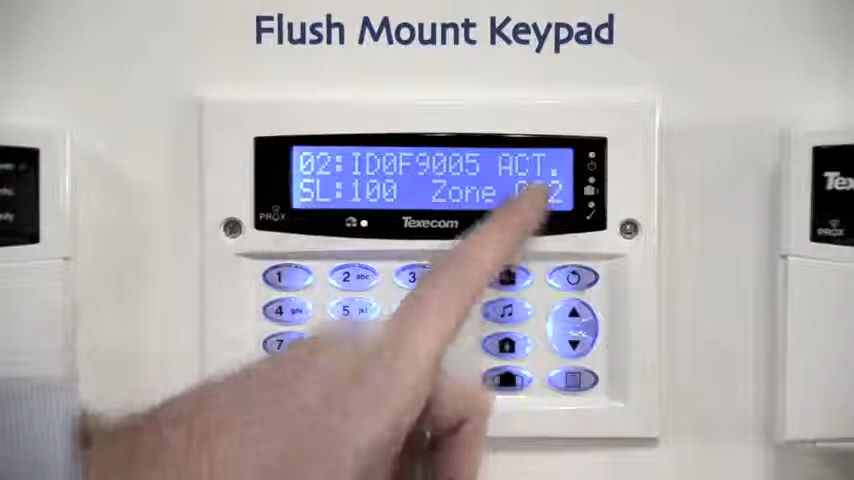 Flush Mount Keypad
02:ID0F9005 ACT.
SL:100 Zone
PROX
Texecom
1
2 abc
3
4 ghi
5 jkl
7
Texe
PROX